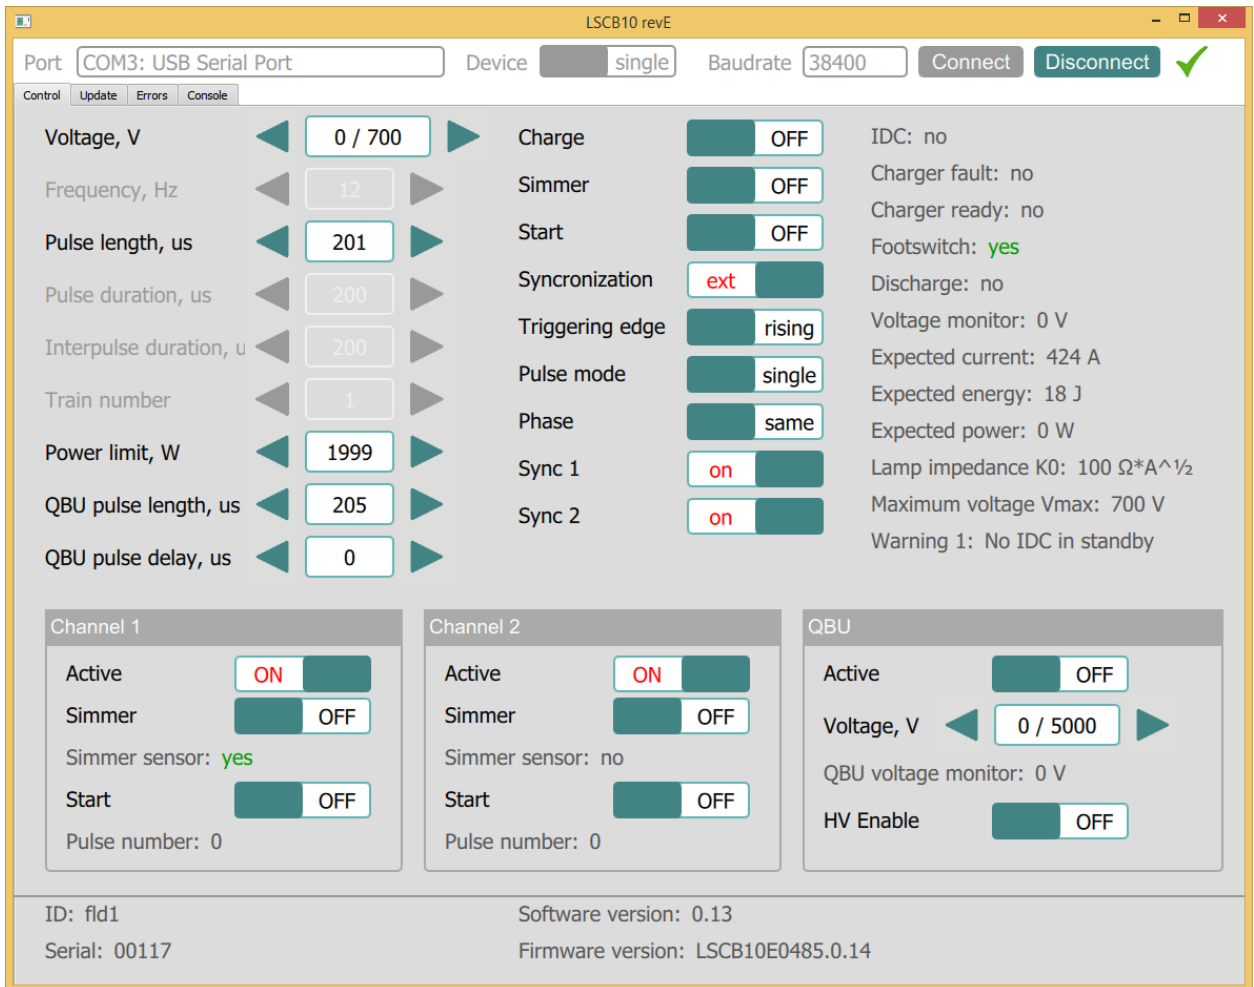 LSCB10 revE
Port COM3: USB Serial Port Device single Baudrate 38400 Connect Disconnect
Control Update Errors Console
Voltage, V 0 / 700
Frequency, Hz 12
Pulse length, us 201
Pulse duration, us 200
Interpulse duration, u 200
Train number 1
Power limit, W 1999
QBU pulse length, us 205
QBU pulse delay, us 0
Charge OFF
Simmer OFF
Start OFF
Syncronization ext
Triggering edge rising
Pulse mode single
Phase same
Sync 1 on
Sync 2 on
IDC: no
Charger fault: no
Charger ready: no
Footswitch: yes
Discharge: no
Voltage monitor: 0 V
Expected current: 424 A
Expected energy: 18 J
Expected power: 0 W
Lamp impedance K0: 100 Ω*A^½
Maximum voltage Vmax: 700 V
Warning 1: No IDC in standby
Channel 1
Active ON
Simmer OFF
Simmer sensor: yes
Start OFF
Pulse number: 0
Channel 2
Active ON
Simmer OFF
Simmer sensor: no
Start OFF
Pulse number: 0
QBU
Active OFF
Voltage, V 0 / 5000
QBU voltage monitor: 0 V
HV Enable OFF
ID: fld1
Serial: 00117
Software version: 0.13
Firmware version: LSCB10E0485.0.14